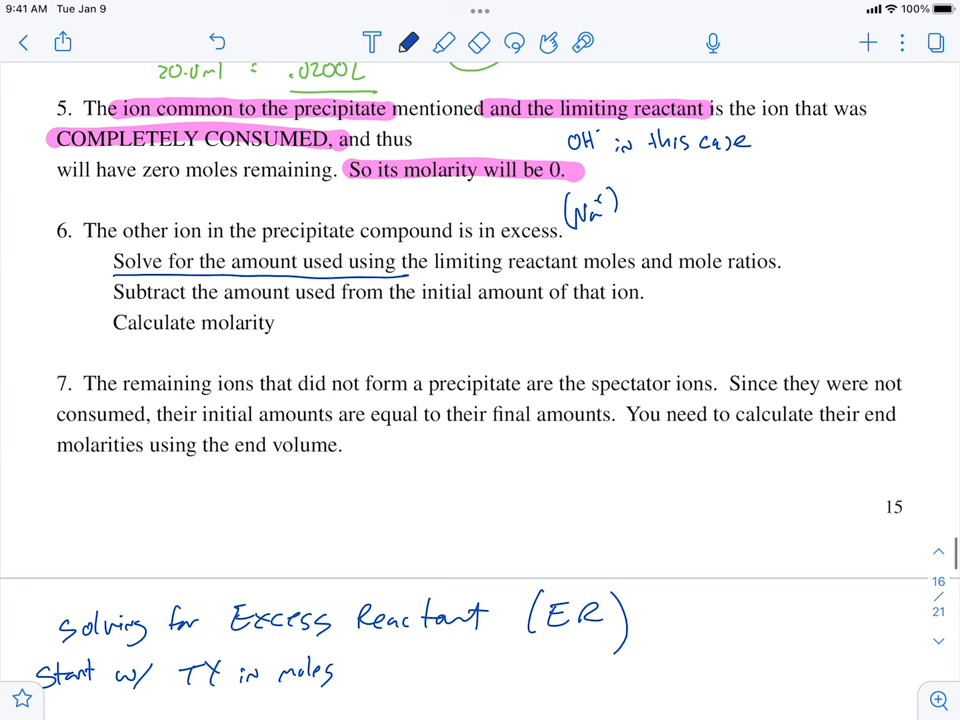 9:41 AM Tue Jan 9
100%
20.0ml = .0200L
5. The ion common to the precipitate mentioned and the limiting reactant is the ion that was
COMPLETELY CONSUMED, and thus
OH⁻ in this case
will have zero moles remaining. So its molarity will be 0.
(Na⁺)
6. The other ion in the precipitate compound is in excess.
Solve for the amount used using the limiting reactant moles and mole ratios.
Subtract the amount used from the initial amount of that ion.
Calculate molarity
7. The remaining ions that did not form a precipitate are the spectator ions. Since they were not
consumed, their initial amounts are equal to their final amounts. You need to calculate their end
molarities using the end volume.
15
16
/
21
Solving for Excess Reactant (ER)
Start w/ TY in moles